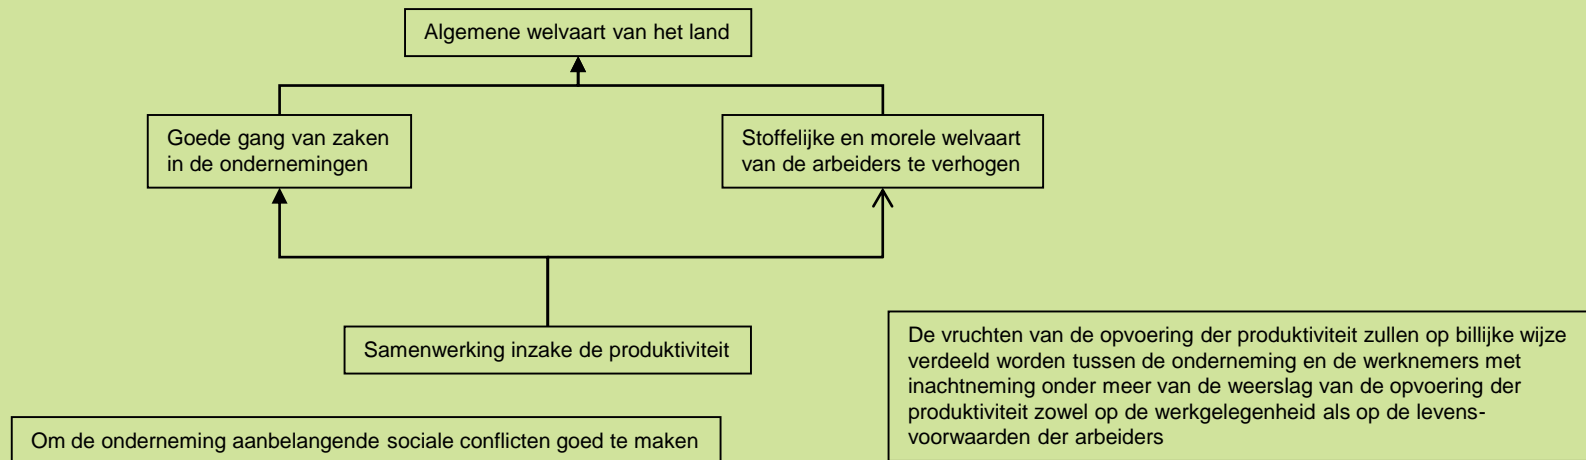 Algemene welvaart van het land
Goede gang van zaken
in de ondernemingen
Stoffelijke en morele welvaart
van de arbeiders te verhogen
Samenwerking inzake de produktiviteit
De vruchten van de opvoering der produktiviteit zullen op billijke wijze
verdeeld worden tussen de onderneming en de werknemers met
inachtneming onder meer van de weerslag van de opvoering der
produktiviteit zowel op de werkgelegenheid als op de levens-
voorwaarden der arbeiders
Om de onderneming aanbelangende sociale conflicten goed te maken